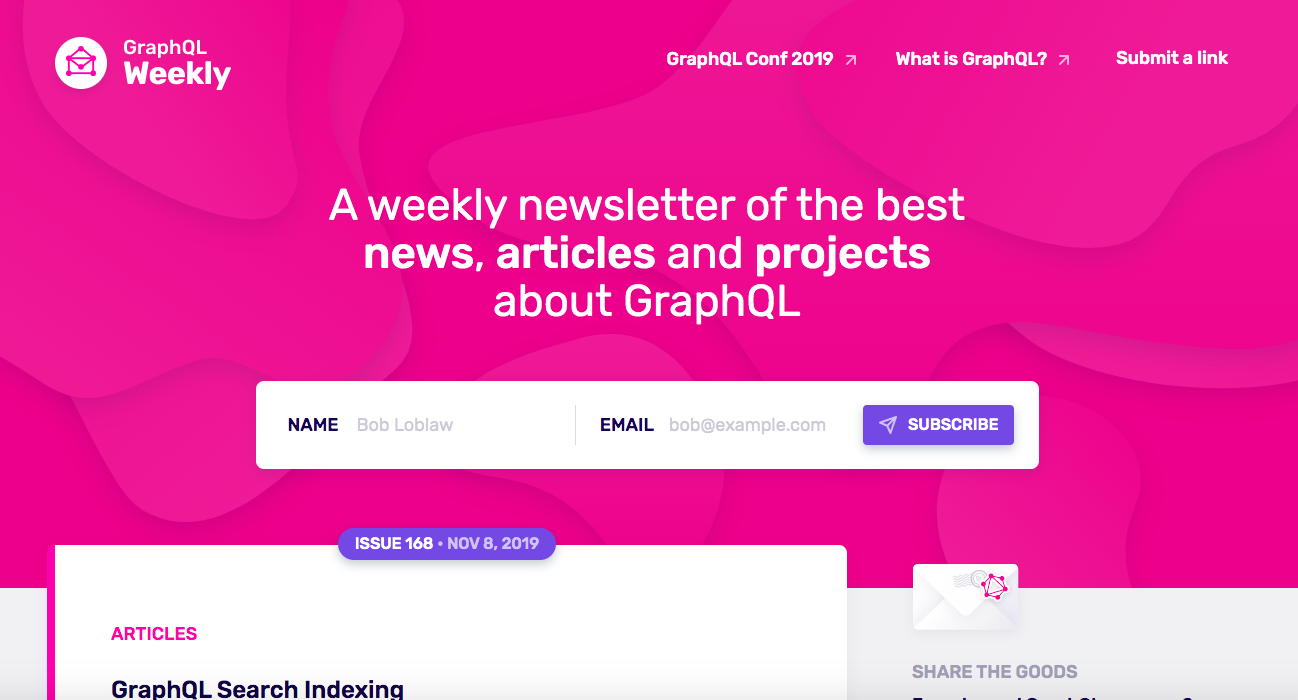 GraphQL
Weekly
GraphQL Conf 2019
What is GraphQL?
Submit a link
A weekly newsletter of the best
news, articles and projects
about GraphQL
NAME Bob Loblaw
EMAIL bob@example.com
SUBSCRIBE
ISSUE 168 • NOV 8, 2019
ARTICLES
GraphQL Search Indexing
SHARE THE GOODS